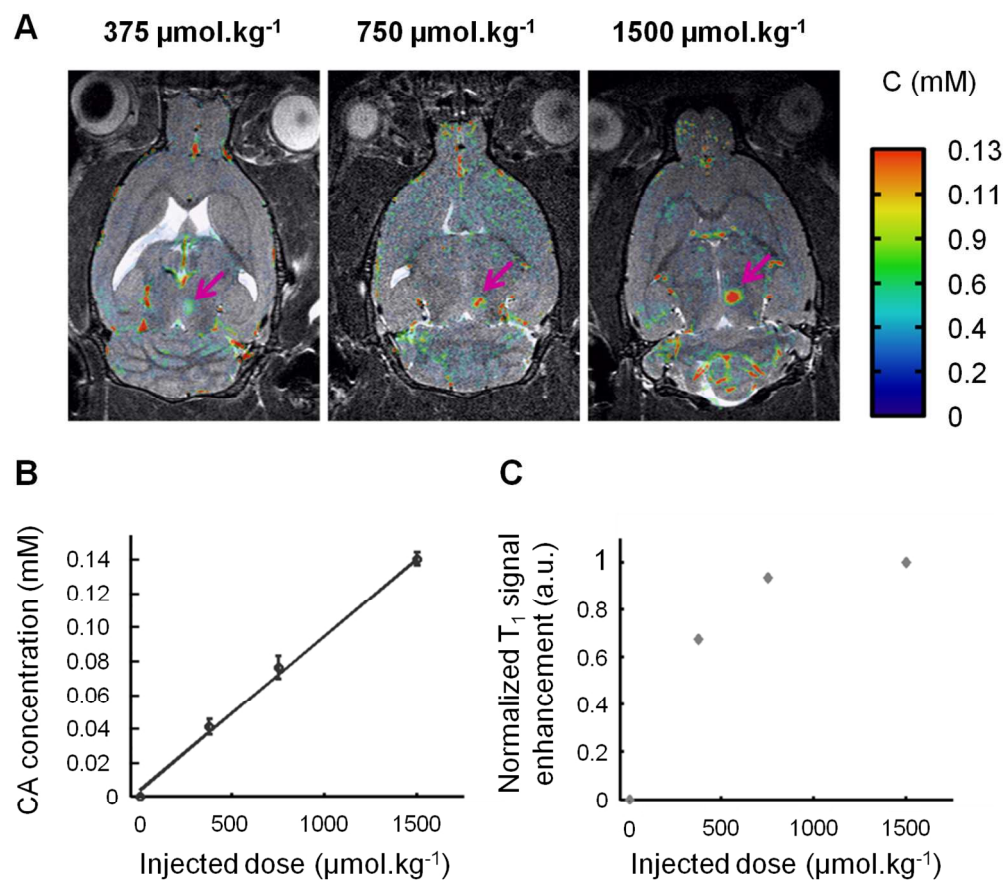 A
375 µmol.kg⁻¹
750 µmol.kg⁻¹
1500 µmol.kg⁻¹
C (mM)
0.13
0.11
0.9
0.6
0.4
0.2
0
B
CA concentration (mM)
0.14
0.12
0.10
0.08
0.06
0.04
0.02
0
0
500
1000
1500
Injected dose (µmol.kg⁻¹)
C
Normalized T₁ signal
enhancement (a.u.)
1
0.8
0.6
0.4
0.2
0
0
500
1000
1500
Injected dose (µmol.kg⁻¹)